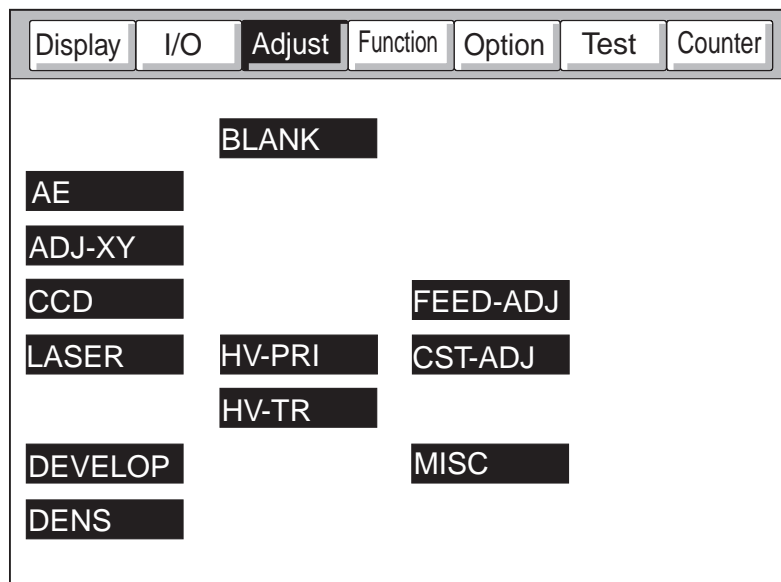 Display I/O Adjust Function Option Test Counter
BLANK
AE
ADJ-XY
CCD FEED-ADJ
LASER HV-PRI CST-ADJ
HV-TR
DEVELOP MISC
DENS